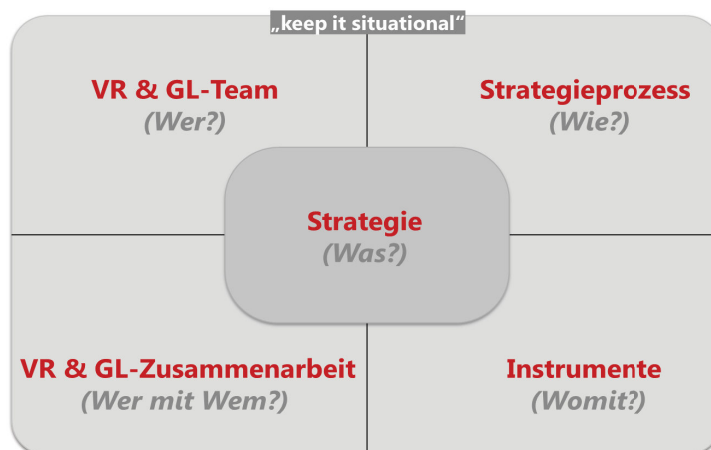 „keep it situational“
VR & GL-Team
(Wer?)
Strategieprozess
(Wie?)
Strategie
(Was?)
VR & GL-Zusammenarbeit
(Wer mit Wem?)
Instrumente
(Womit?)